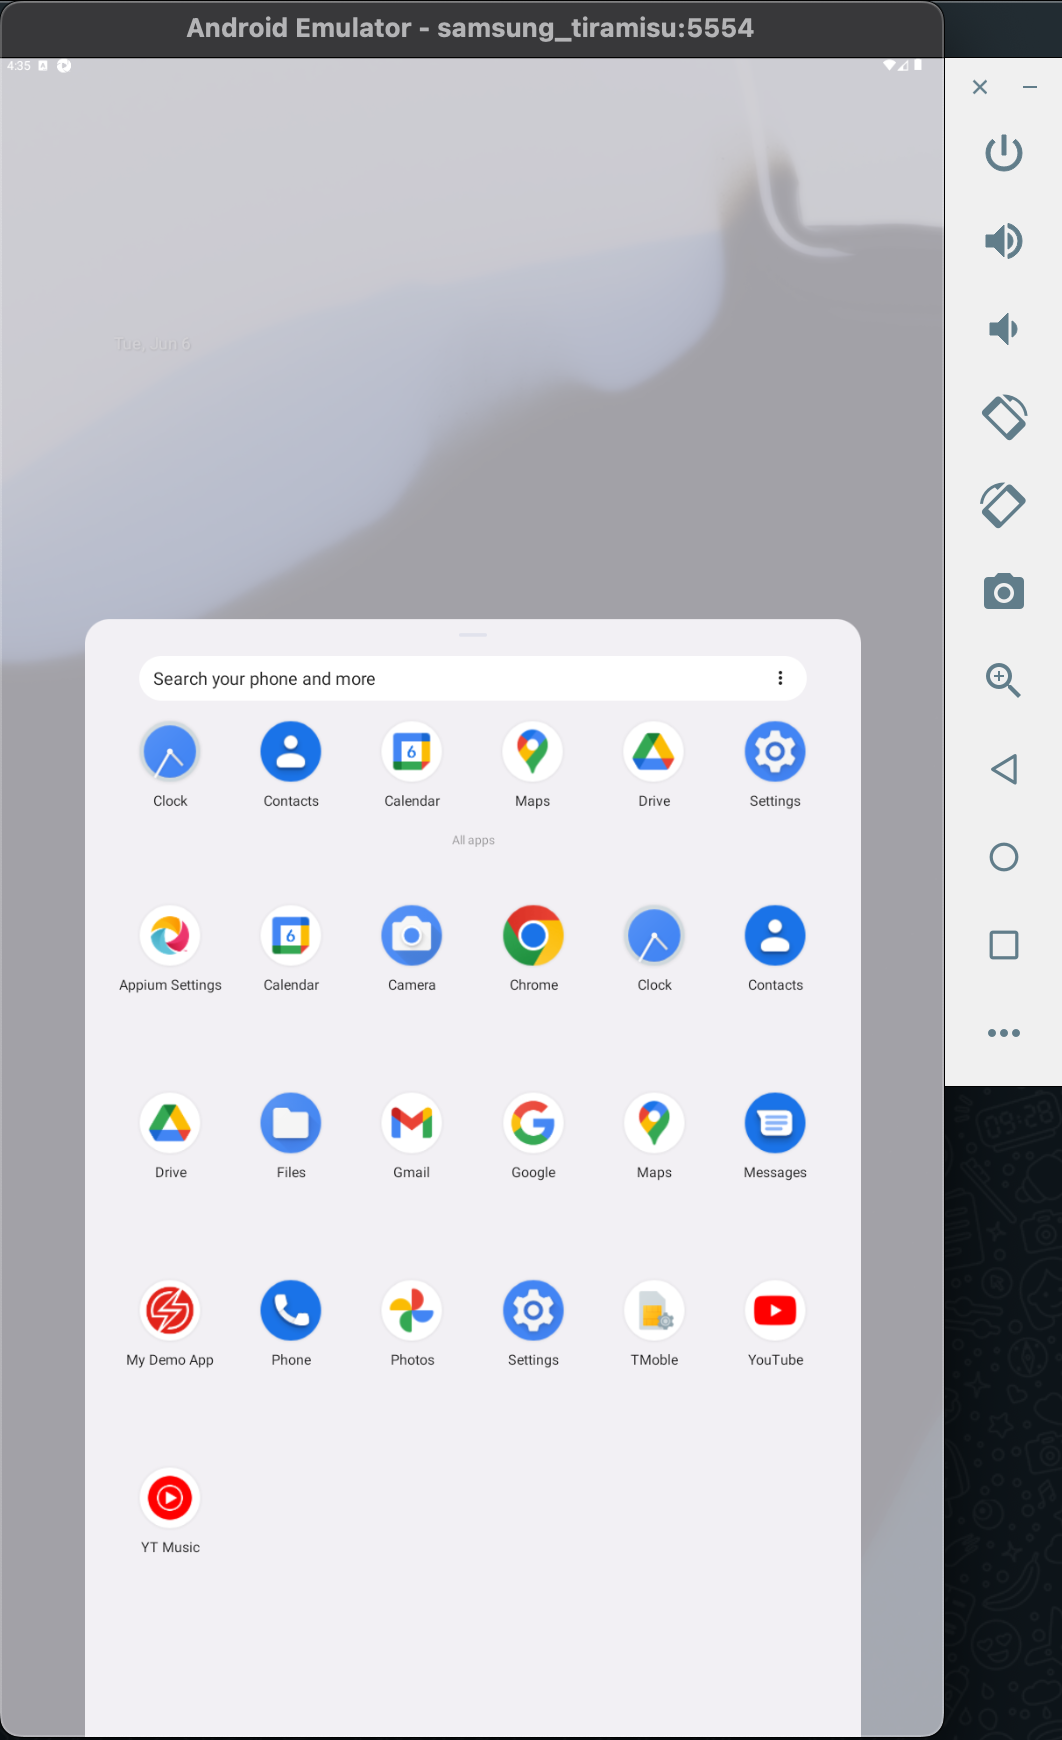 Android Emulator - samsung_tiramisu:5554
4:35
Tue, Jun 6
Search your phone and more
Clock Contacts Calendar Maps Drive Settings
All apps
Appium Settings Calendar Camera Chrome Clock Contacts
Drive Files Gmail Google Maps Messages
My Demo App Phone Photos Settings TMoble YouTube
YT Music